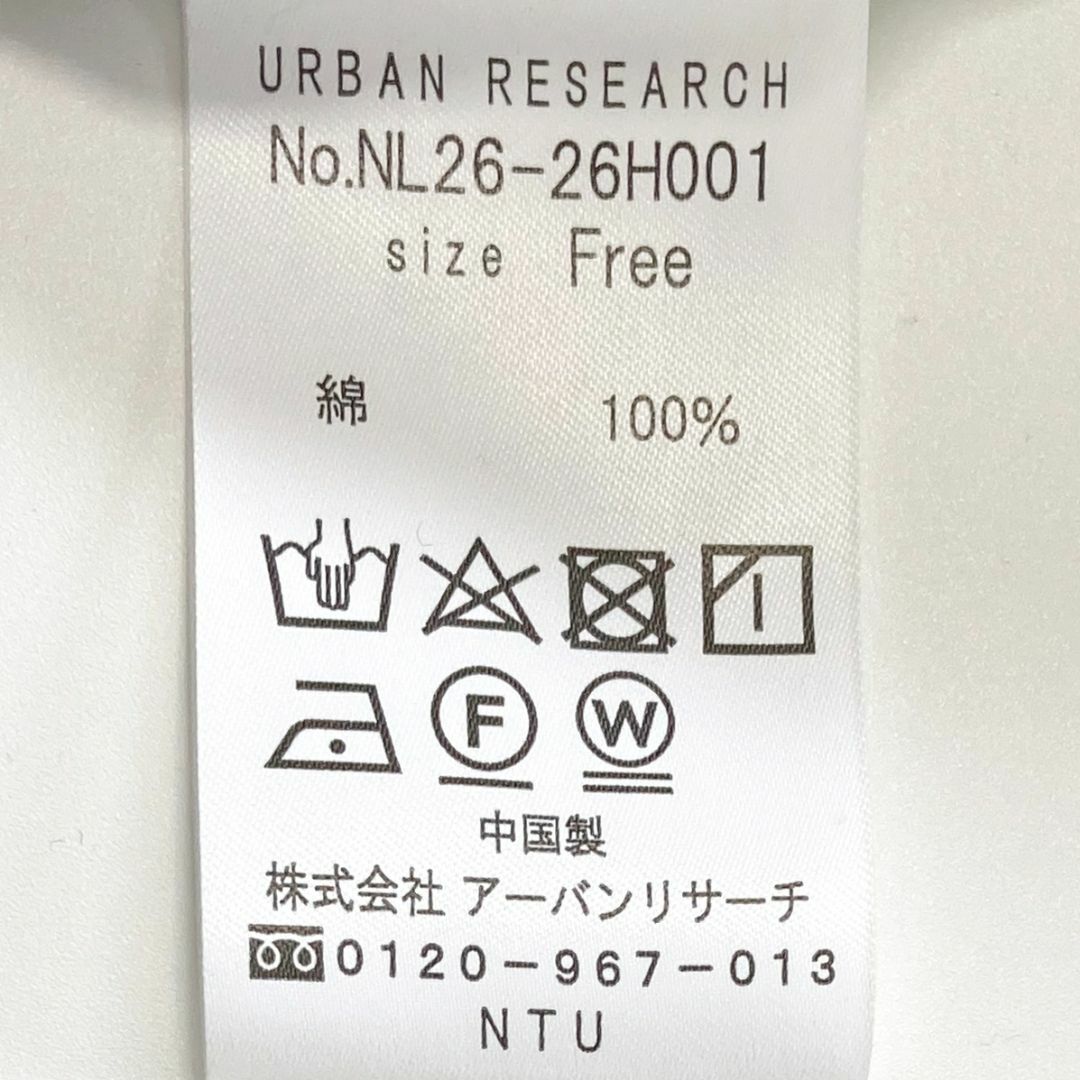 URBAN RESEARCH
No.NL26-26H001
size Free
綿 100%
F W
中国製
株式会社 アーバンリサーチ
0120-967-013
NTU